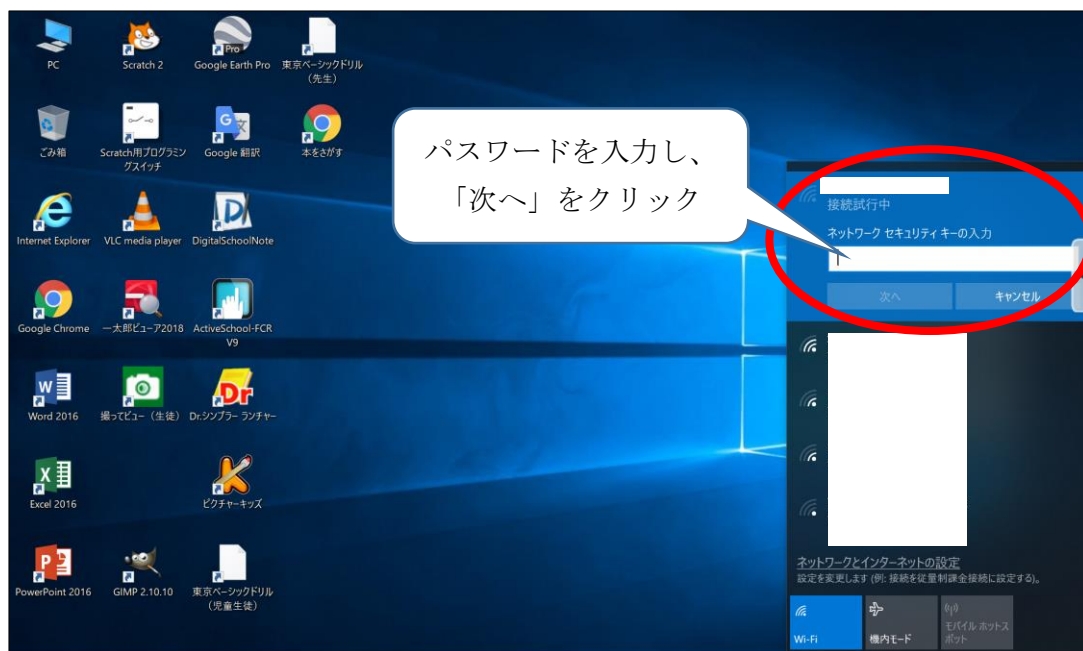 PC
Scratch 2
Pro
Google Earth Pro
東京ベーシックドリル
（先生）
ごみ箱
Scratch用プログラミン
グスイッチ
G 文
Google 翻訳
本をさがす
パスワードを入力し、
「次へ」をクリック
接続試行中
ネットワーク セキュリティ キーの入力
次へ
キャンセル
Internet Explorer
VLC media player
DigitalSchoolNote
Google Chrome
一太郎ビューア2018
ActiveSchool-FCR
V9
W
Word 2016
撮ってビュー（生徒）
Dr
Dr.シンプラー ランチャー
X
Excel 2016
ピクチャーキッズ
P
PowerPoint 2016
GIMP 2.10.10
東京ベーシックドリル
（児童生徒）
ネットワークとインターネットの設定
設定を変更します (例: 接続を従量制課金接続に設定する)。
Wi-Fi
機内モード
モバイル ホットス
ポット